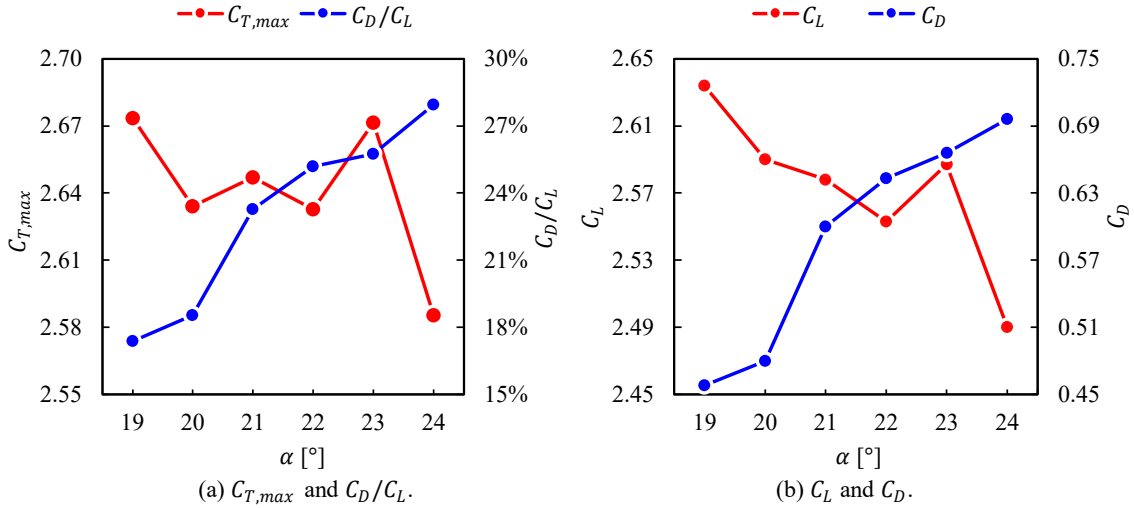 C_{T,max} C_D/C_L
C_L C_D
2.70
2.67
2.64
2.61
2.58
2.55
C_{T,max}
30%
27%
24%
21%
18%
15%
C_D/C_L
19 20 21 22 23 24
α [°]
(a) C_{T,max} and C_D/C_L.
2.65
2.61
2.57
2.53
2.49
2.45
C_L
0.75
0.69
0.63
0.57
0.51
0.45
C_D
19 20 21 22 23 24
α [°]
(b) C_L and C_D.